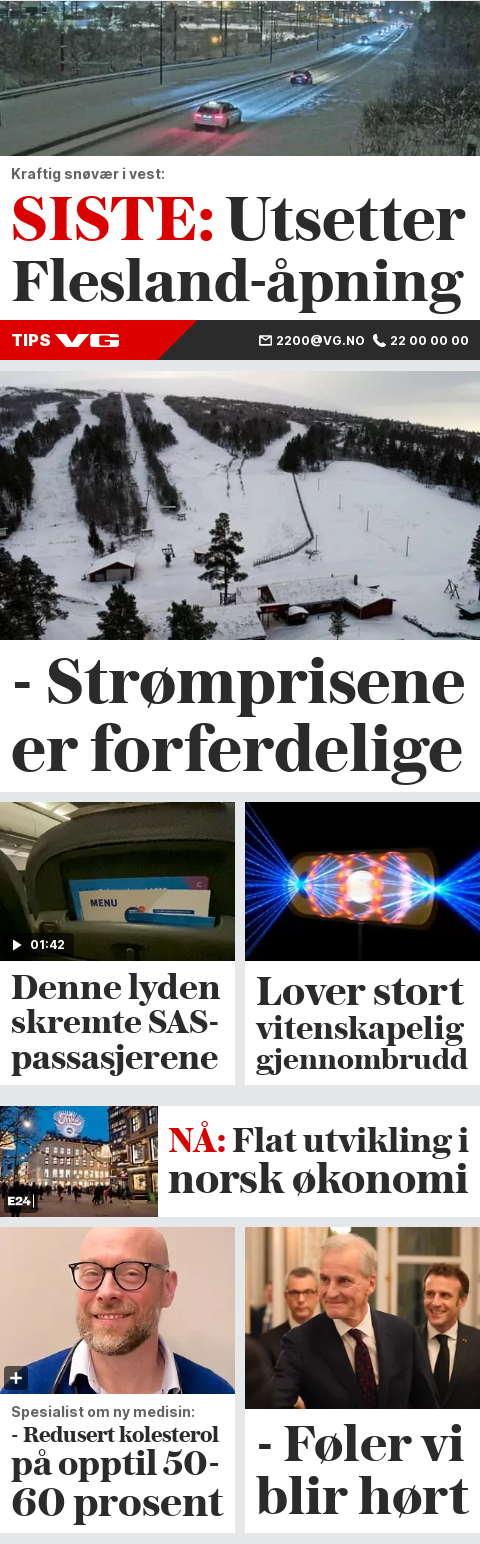 Kraftig snøvær i vest:
SISTE: Utsetter
Flesland-åpning
TIPS VG 2200@VG.NO 22 00 00 00
- Strømprisene
er forferdelige
MENU
01:42
Denne lyden
skremte SAS-
passasjerene
Lover stort
vitenskapelig
gjennombrudd
E24
NÅ: Flat utvikling i
norsk økonomi
Spesialist om ny medisin:
- Redusert kolesterol
på opptil 50-
60 prosent
- Føler vi
blir hørt